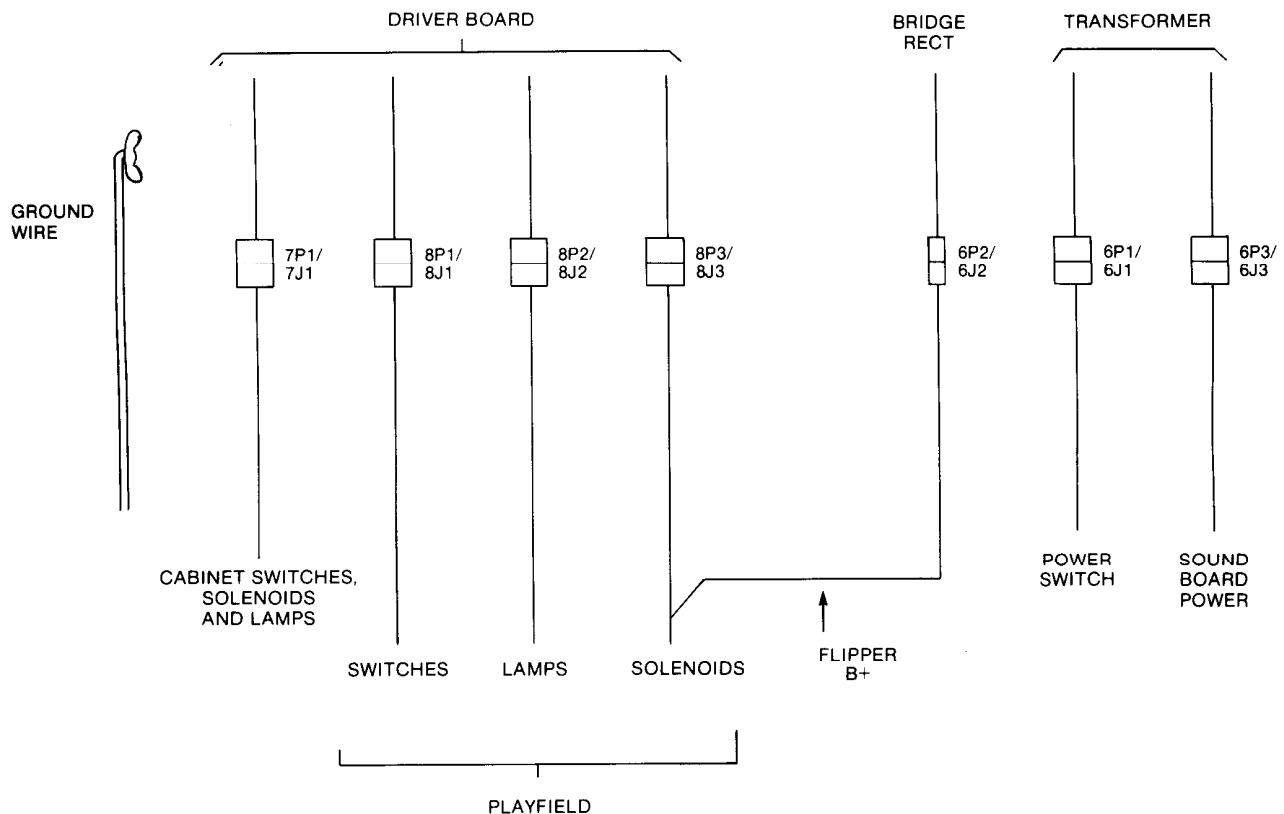 DRIVER BOARD
BRIDGE
RECT
TRANSFORMER
GROUND
WIRE
7P1/
7J1
8P1/
8J1
8P2/
8J2
8P3/
8J3
6P2/
6J2
6P1/
6J1
6P3/
6J3
CABINET SWITCHES,
SOLENOIDS
AND LAMPS
SWITCHES
LAMPS
SOLENOIDS
FLIPPER
B+
POWER
SWITCH
SOUND
BOARD
POWER
PLAYFIELD